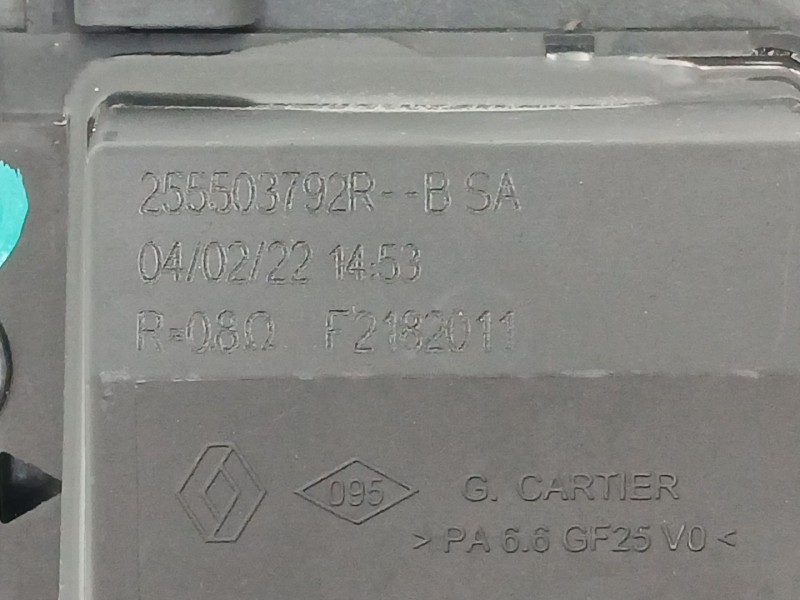 255503792R--B SA
04/02/22 14:53
R=0.8Ω F2182011
095 G. CARTIER
>PA 6.6 GF25 V0<